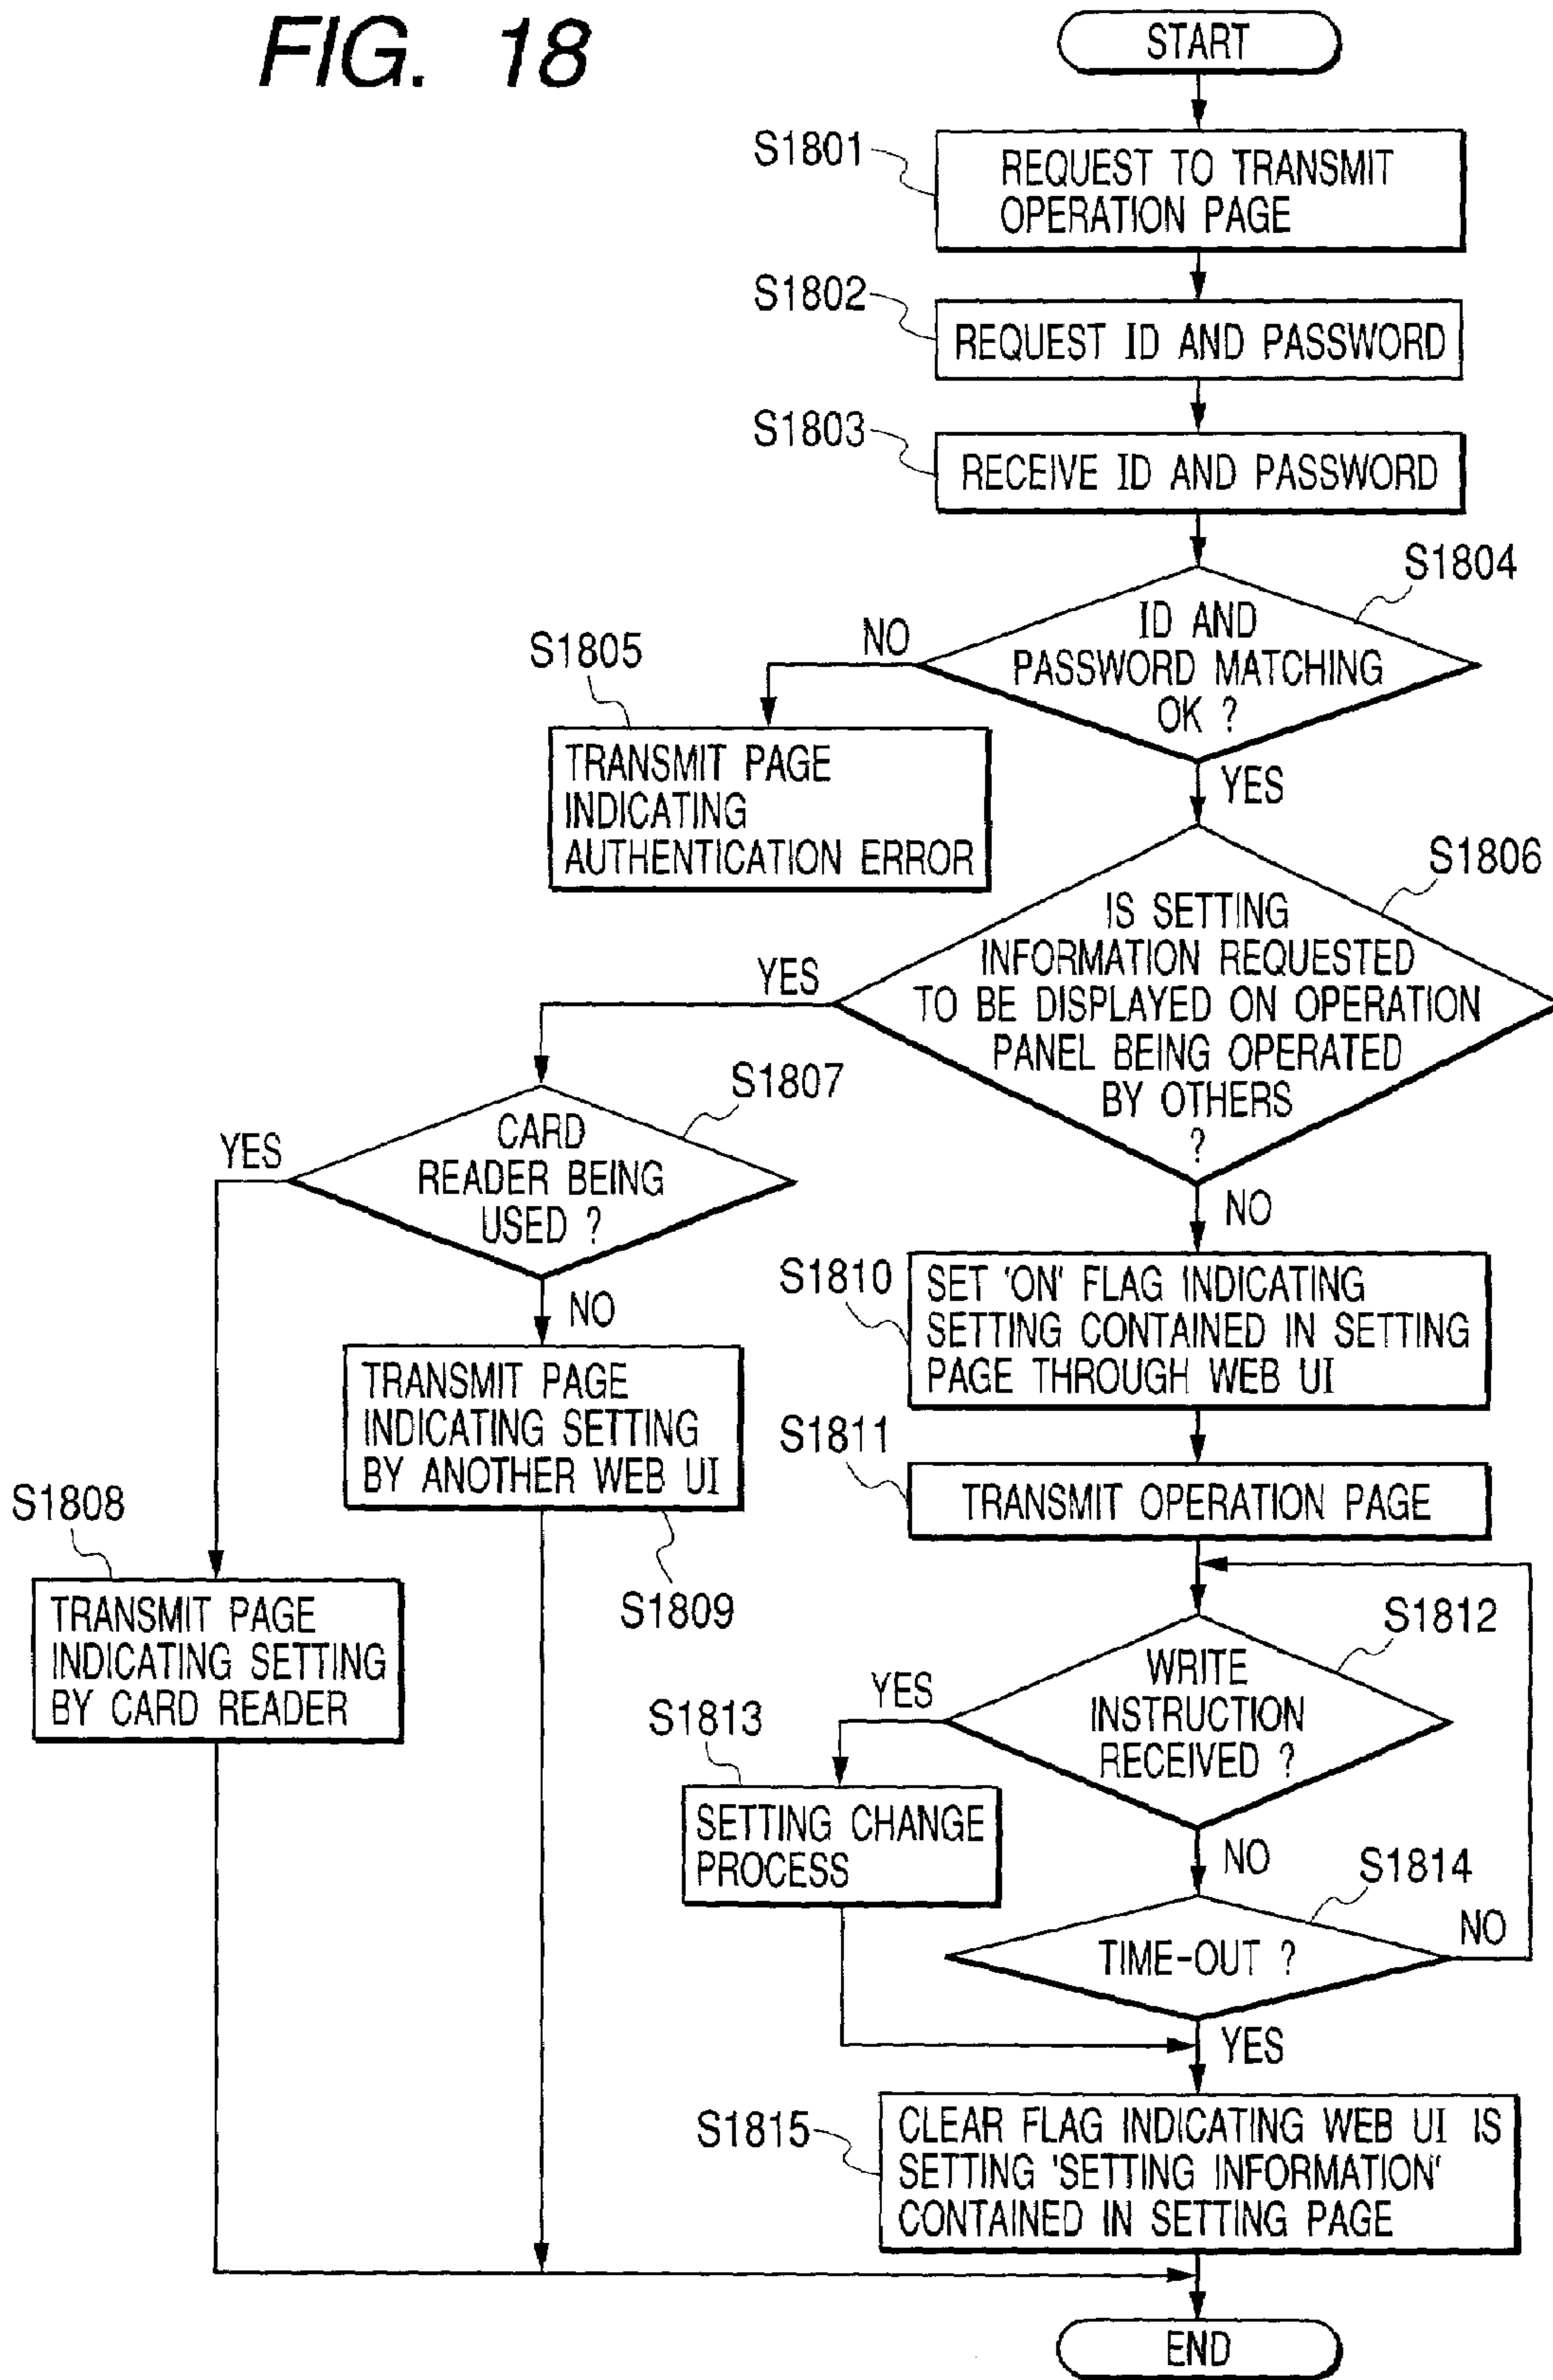 FIG. 18
START
S1801
REQUEST TO TRANSMIT
OPERATION PAGE
S1802
REQUEST ID AND PASSWORD
S1803
RECEIVE ID AND PASSWORD
S1804
ID AND
PASSWORD MATCHING
OK ?
NO
YES
S1805
TRANSMIT PAGE
INDICATING
AUTHENTICATION ERROR
S1806
IS SETTING
INFORMATION REQUESTED
TO BE DISPLAYED ON OPERATION
PANEL BEING OPERATED
BY OTHERS
?
YES
NO
S1807
CARD
READER BEING
USED ?
YES
NO
S1808
TRANSMIT PAGE
INDICATING SETTING
BY CARD READER
TRANSMIT PAGE
INDICATING SETTING
BY ANOTHER WEB UI
S1809
S1810
SET 'ON' FLAG INDICATING
SETTING CONTAINED IN SETTING
PAGE THROUGH WEB UI
S1811
TRANSMIT OPERATION PAGE
S1812
WRITE
INSTRUCTION
RECEIVED ?
YES
NO
S1813
SETTING CHANGE
PROCESS
S1814
TIME-OUT ?
NO
YES
S1815
CLEAR FLAG INDICATING WEB UI IS
SETTING 'SETTING INFORMATION'
CONTAINED IN SETTING PAGE
END